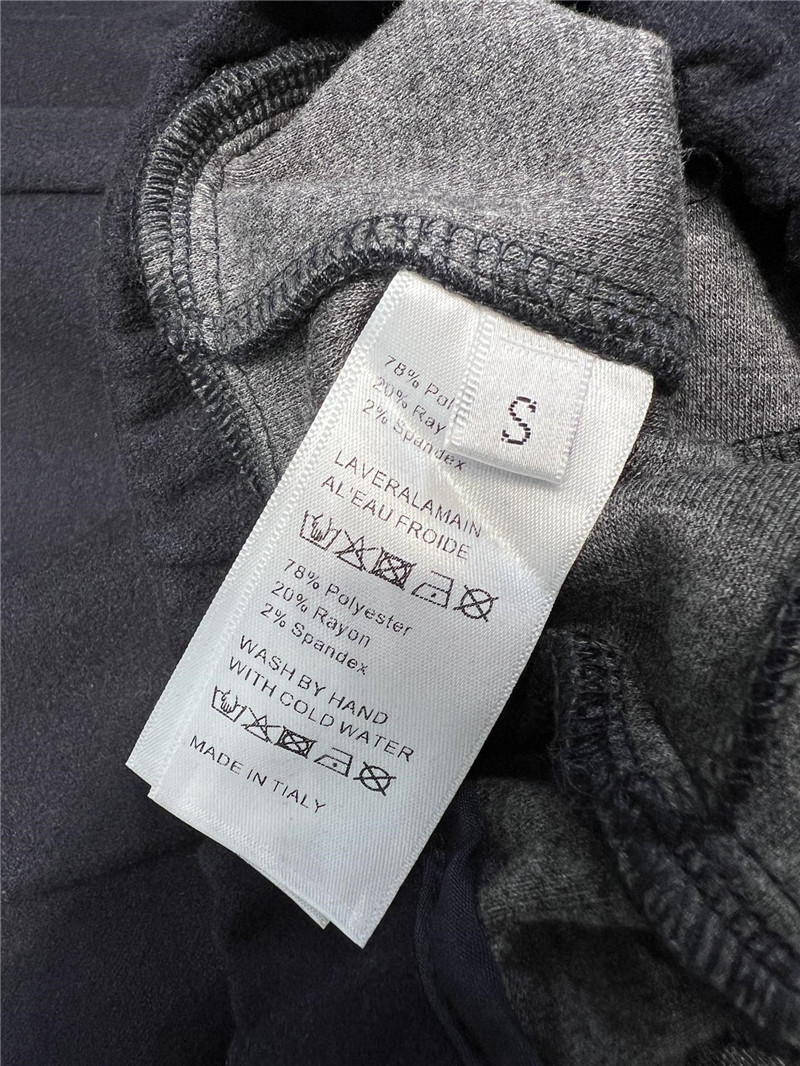 78% Pol
20% Ray
2% Spandex
S
LAVERALAMAIN
AL'EAU FROIDE
78% Polyester
20% Rayon
2% Spandex
WASH BY HAND
WITH COLD WATER
MADE IN TIALY